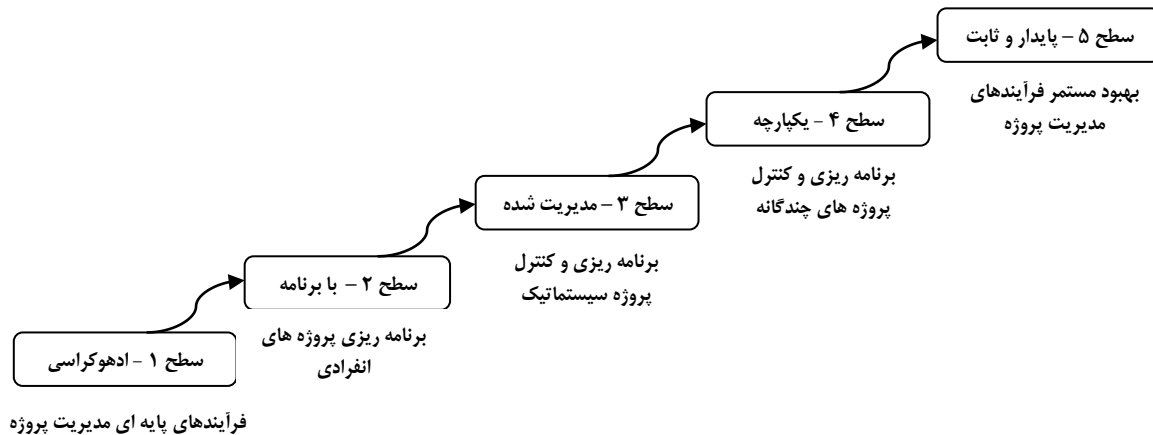 سطح ۵ – پایدار و ثابت
بهبود مستمر فرآیندهای
مدیریت پروژه
سطح ۴ – یکپارچه
برنامه ریزی و کنترل
پروژه های چندگانه
سطح ۳ – مدیریت شده
برنامه ریزی و کنترل
پروژه سیستماتیک
سطح ۲ – با برنامه
برنامه ریزی پروژه های
انفرادی
سطح ۱ – ادهوکراسی
فرآیندهای پایه ای مدیریت پروژه